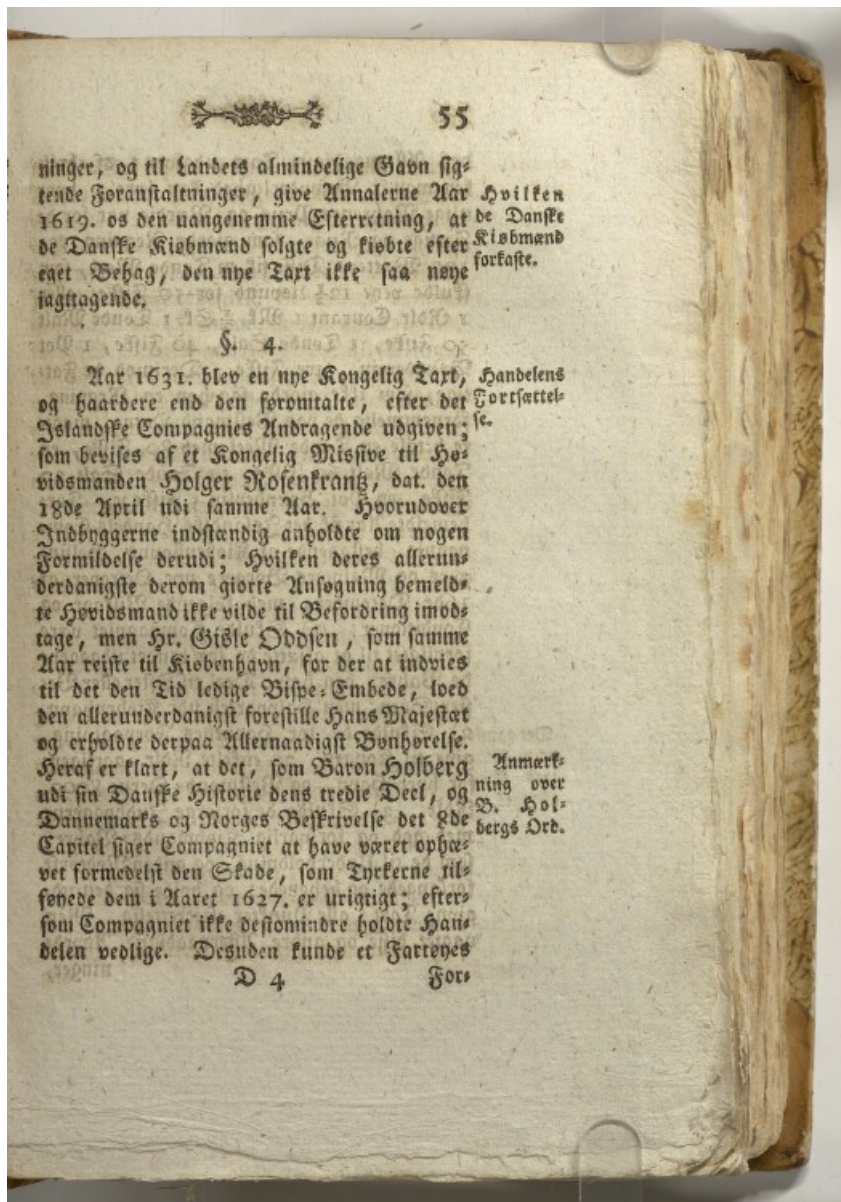 55
ninger, og til Landets almindelige Gavn sig-
tende Foranstaltninger, give Annalerne Aar
1619. os den uangenemme Efterretning, at
de Danske Kiøbmænd solgte og kiøbte efter
eget Behag, den nye Taxt ikke saa nøye
jagttagende.
Hvilken
de Danske
Kiøbmænd
forkaste.
§. 4.
Aar 1631. blev en nye Kongelig Taxt,
og haardere end den føromtalte, efter det
Islandske Compagnies Andragende udgiven;
som bevises af et Kongelig Missive til Hø-
vidsmanden Holger Rosenkrantz, dat. den
18de April udi samme Aar. Hvorudover
Indbyggerne indstændig anholdte om nogen
Formildelse derudi; Hvilken deres allerun-
derdanigste derom giorte Ansøgning bemeld-
te Høvidsmand ikke vilde til Befordring imod-
tage, men Hr. Gisle Oddsen, som samme
Aar reiste til Kiøbenhavn, for der at indvies
til det den Tid ledige Bispe-Embede, loed
den allerunderdanigst forestille Hans Majestæt
og erholdte derpaa Allernaadigst Bønhørelse.
Heraf er klart, at det, som Baron Holberg
udi sin Danske Historie dens tredie Deel, og
Dannemarks og Norges Beskrivelse det 8de
Capitel siger Compagniet at have været ophæ-
vet formedelst den Skade, som Tyrkerne til-
føyede dem i Aaret 1627. er urigtigt; efter-
som Compagniet ikke destomindre holdte Han-
delen vedlige. Desuden kunde et Fartøyes
Handelens
Fortsættel-
se.
Anmærk-
ning over
B. Hol-
bergs Ord.
D 4 For-